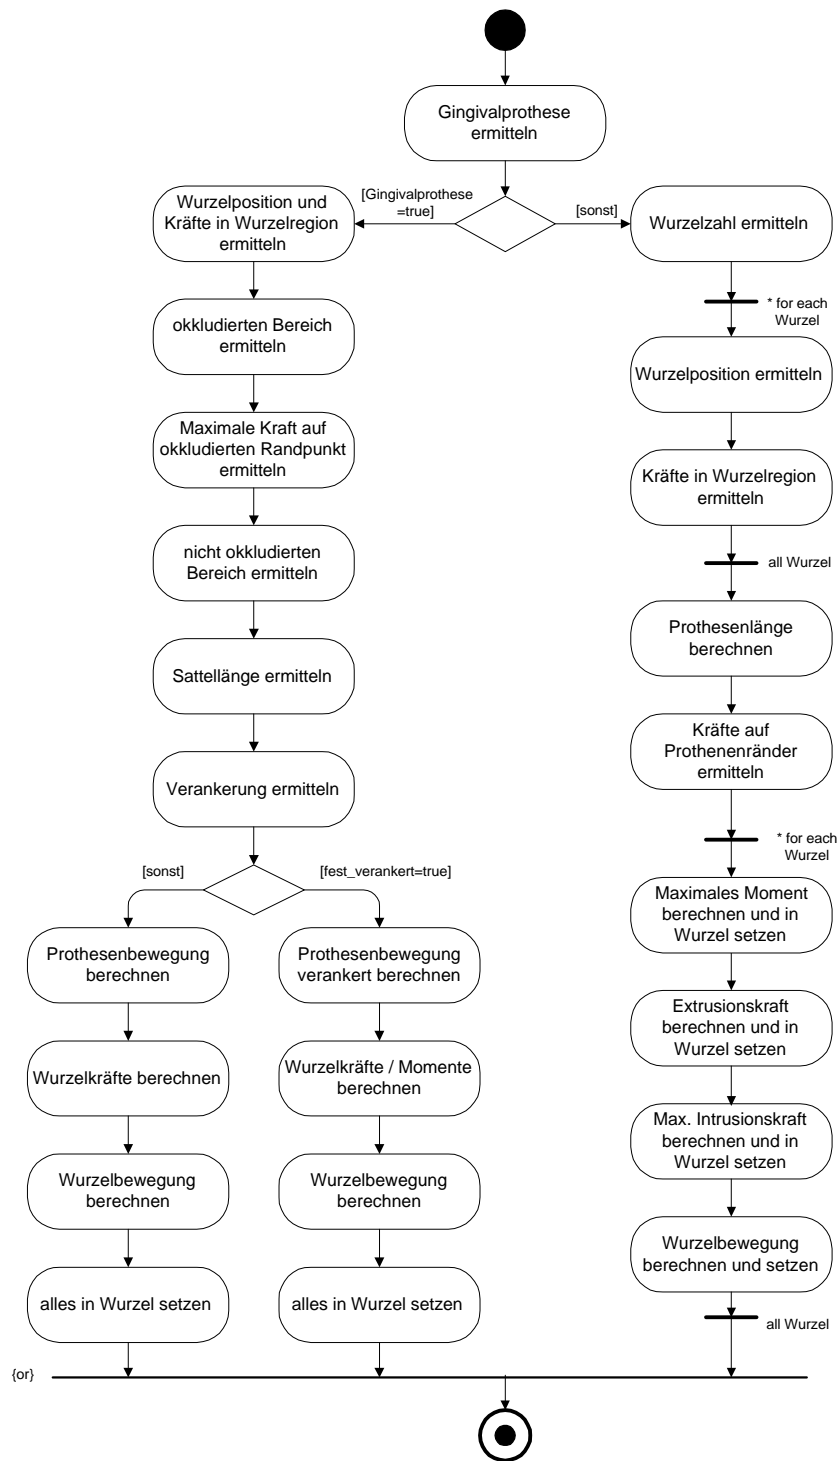 Gingivalprothese
ermitteln
[Gingivalprothese
=true]
[sonst]
Wurzelposition und
Kräfte in Wurzelregion
ermitteln
Wurzelzahl ermitteln
* for each
Wurzel
okkludierten Bereich
ermitteln
Wurzelposition ermitteln
Maximale Kraft auf
okkludierten Randpunkt
ermitteln
Kräfte in Wurzelregion
ermitteln
nicht okkludierten
Bereich ermitteln
all Wurzel
Prothesenlänge
berechnen
Sattellänge ermitteln
Kräfte auf
Prothenenränder
ermitteln
Verankerung ermitteln
* for each
Wurzel
[sonst]
[fest_verankert=true]
Maximales Moment
berechnen und in
Wurzel setzen
Prothesenbewegung
berechnen
Prothesenbewegung
verankert berechnen
Extrusionskraft
berechnen und in
Wurzel setzen
Wurzelkräfte berechnen
Wurzelkräfte / Momente
berechnen
Max. Intrusionskraft
berechnen und in
Wurzel setzen
Wurzelbewegung
berechnen
Wurzelbewegung
berechnen
Wurzelbewegung
berechnen und setzen
alles in Wurzel setzen
alles in Wurzel setzen
all Wurzel
{or}